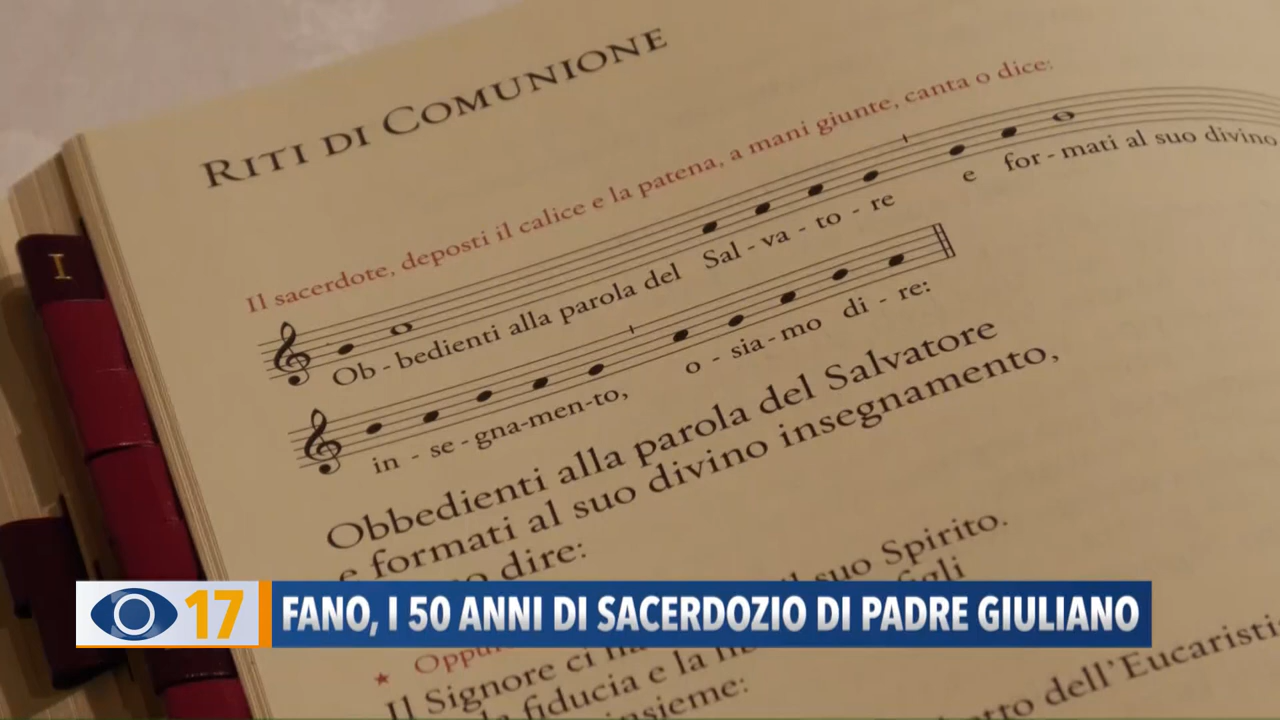 RITI DI COMUNIONE
Il sacerdote, deposti il calice e la patena, a mani giunte, canta o dice:
Ob - bedienti alla parola del Sal - va - to - re e for - mati al suo divino
in - se - gna-men-to, o - sia - mo di - re:
Obbedienti alla parola del Salvatore
e formati al suo divino insegnamento,
dire:
suo Spirito.
Il Signore ci
fiducia e la
insieme:
dell'Eucaristi
I
17
FANO, I 50 ANNI DI SACERDOZIO DI PADRE GIULIANO